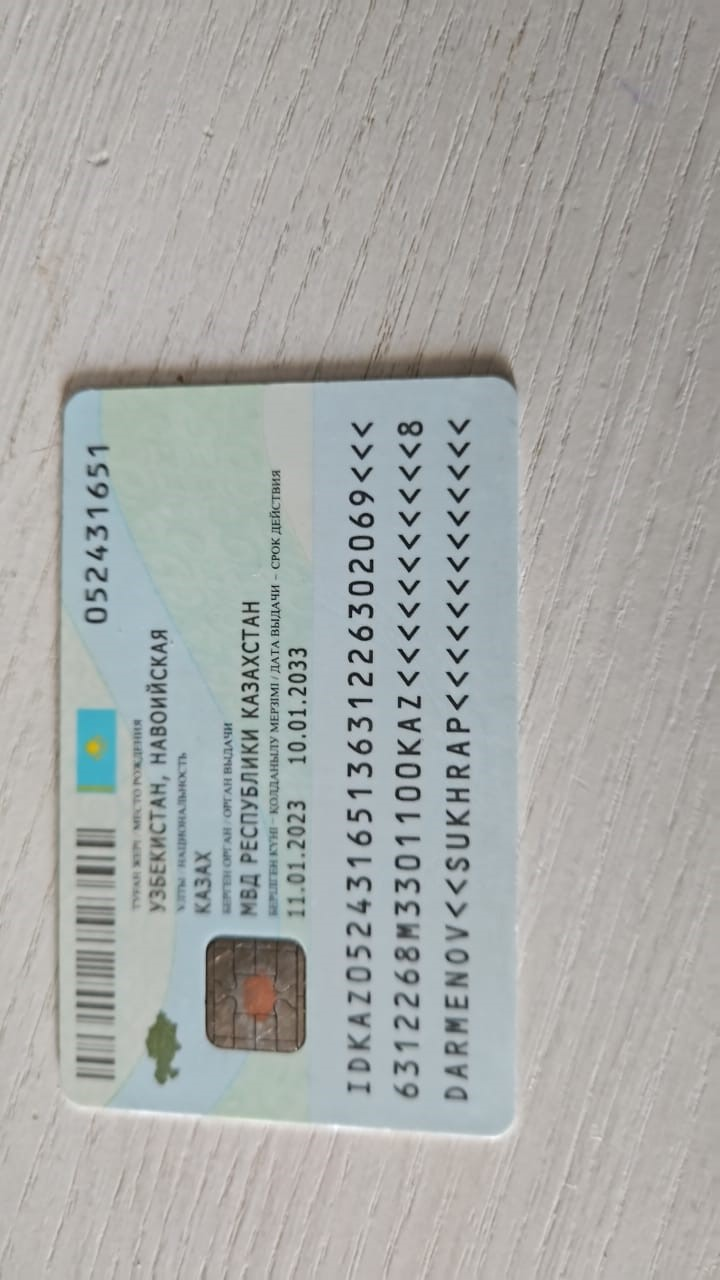 052431651
ТУҒАН ЖЕРІ / МЕСТО РОЖДЕНИЯ
УЗБЕКИСТАН, НАВОИЙСКАЯ
ҰЛТЫ / НАЦИОНАЛЬНОСТЬ
КАЗАХ
БЕРГЕН ОРГАН / ОРГАН ВЫДАЧИ
МВД РЕСПУБЛИКИ КАЗАХСТАН
БЕРІЛГЕН КҮНІ – ҚОЛДАНЫЛУ МЕРЗІМІ / ДАТА ВЫДАЧИ – СРОК ДЕЙСТВИЯ
11.01.2023 10.01.2033
IDKAZ0524316513631226302069<<<
6312268M3301100KAZ<<<<<<<<<<<8
DARMENOV<<SUKHRAP<<<<<<<<<<<<<